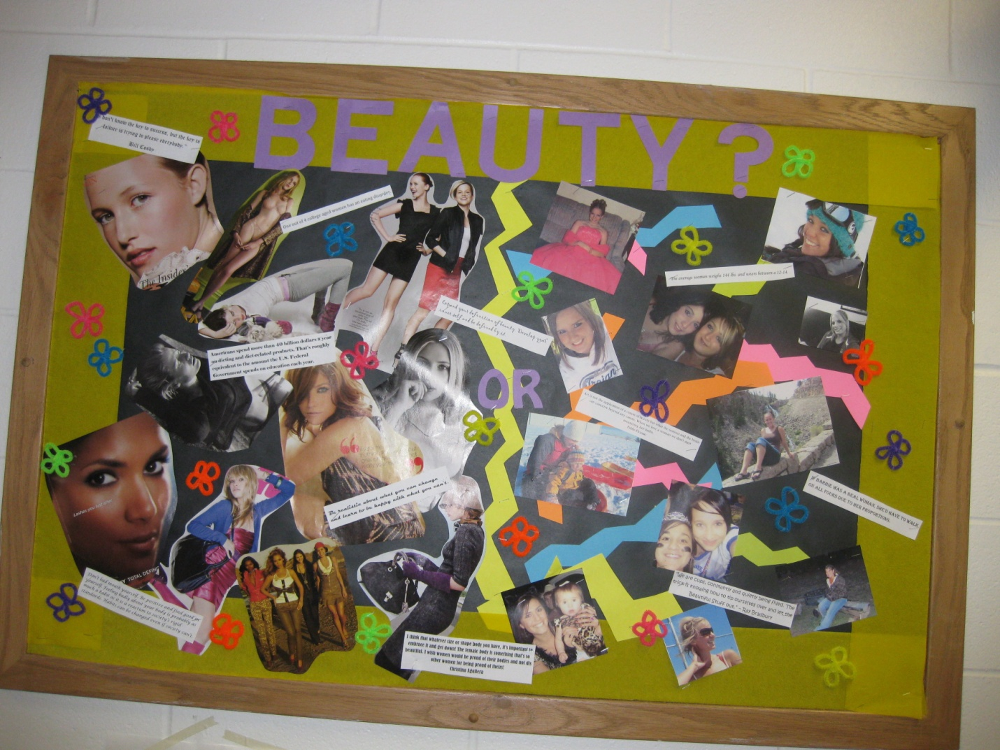 BEAUTY?
"I don't know the key to success, but the key to
failure is trying to please everybody."
Bill Cosby
The Insider
One out of 4 college aged women has an eating disorder.
Americans spend more than 40 billion dollars a year
on dieting and diet-related products. That's roughly
equivalent to the amount the U.S. Federal
Government spends on education each year.
Expand your definition of beauty. Develop your
inner self and be defined by it.
OR
The average woman weighs 144 lbs. and wears between a 12-14.
Trojan
IF BARBIE WAS A REAL WOMAN, SHE'D HAVE TO WALK
ON ALL FOURS DUE TO HER PROPORTIONS.
Be realistic about what you can change
and learn to be happy with what you can't.
Lashes you lust after
TOTAL
Don't bad mouth yourself. Be positive and find good in
yourself. Feeling badly about your body is probably as
much a habit as it is a reaction to society's rigid
standards. Habits can be changed even if society can't.
I think that whatever size or shape body you have, it's important to
embrace it and get down! The female body is something that's so
beautiful. I wish women would be proud of their bodies and not dis
other women for being proud of theirs!
Christina Aguilera
"We are cups, constantly and quietly being filled. The
trick is knowing how to tip ourselves over and let the
Beautiful Stuff out." ~ Ray Bradbury